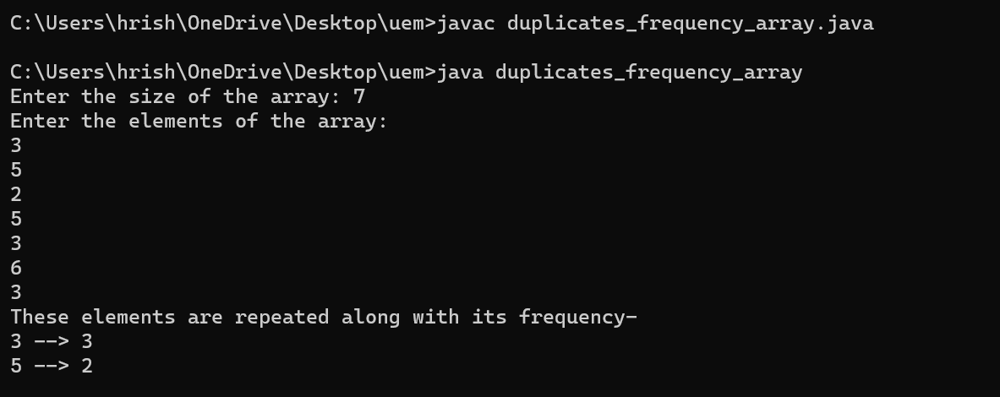 C:\Users\hrish\OneDrive\Desktop\uem>javac duplicates_frequency_array.java
C:\Users\hrish\OneDrive\Desktop\uem>java duplicates_frequency_array
Enter the size of the array: 7
Enter the elements of the array:
3
5
2
5
3
6
3
These elements are repeated along with its frequency-
3 --> 3
5 --> 2